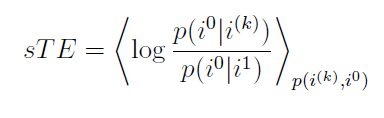 sTE = ⟨ log p(i⁰|i⁽ᵏ⁾) / p(i⁰|i¹) ⟩ₚ₍ᵢ⁽ᵏ⁾,ᵢ⁰₎